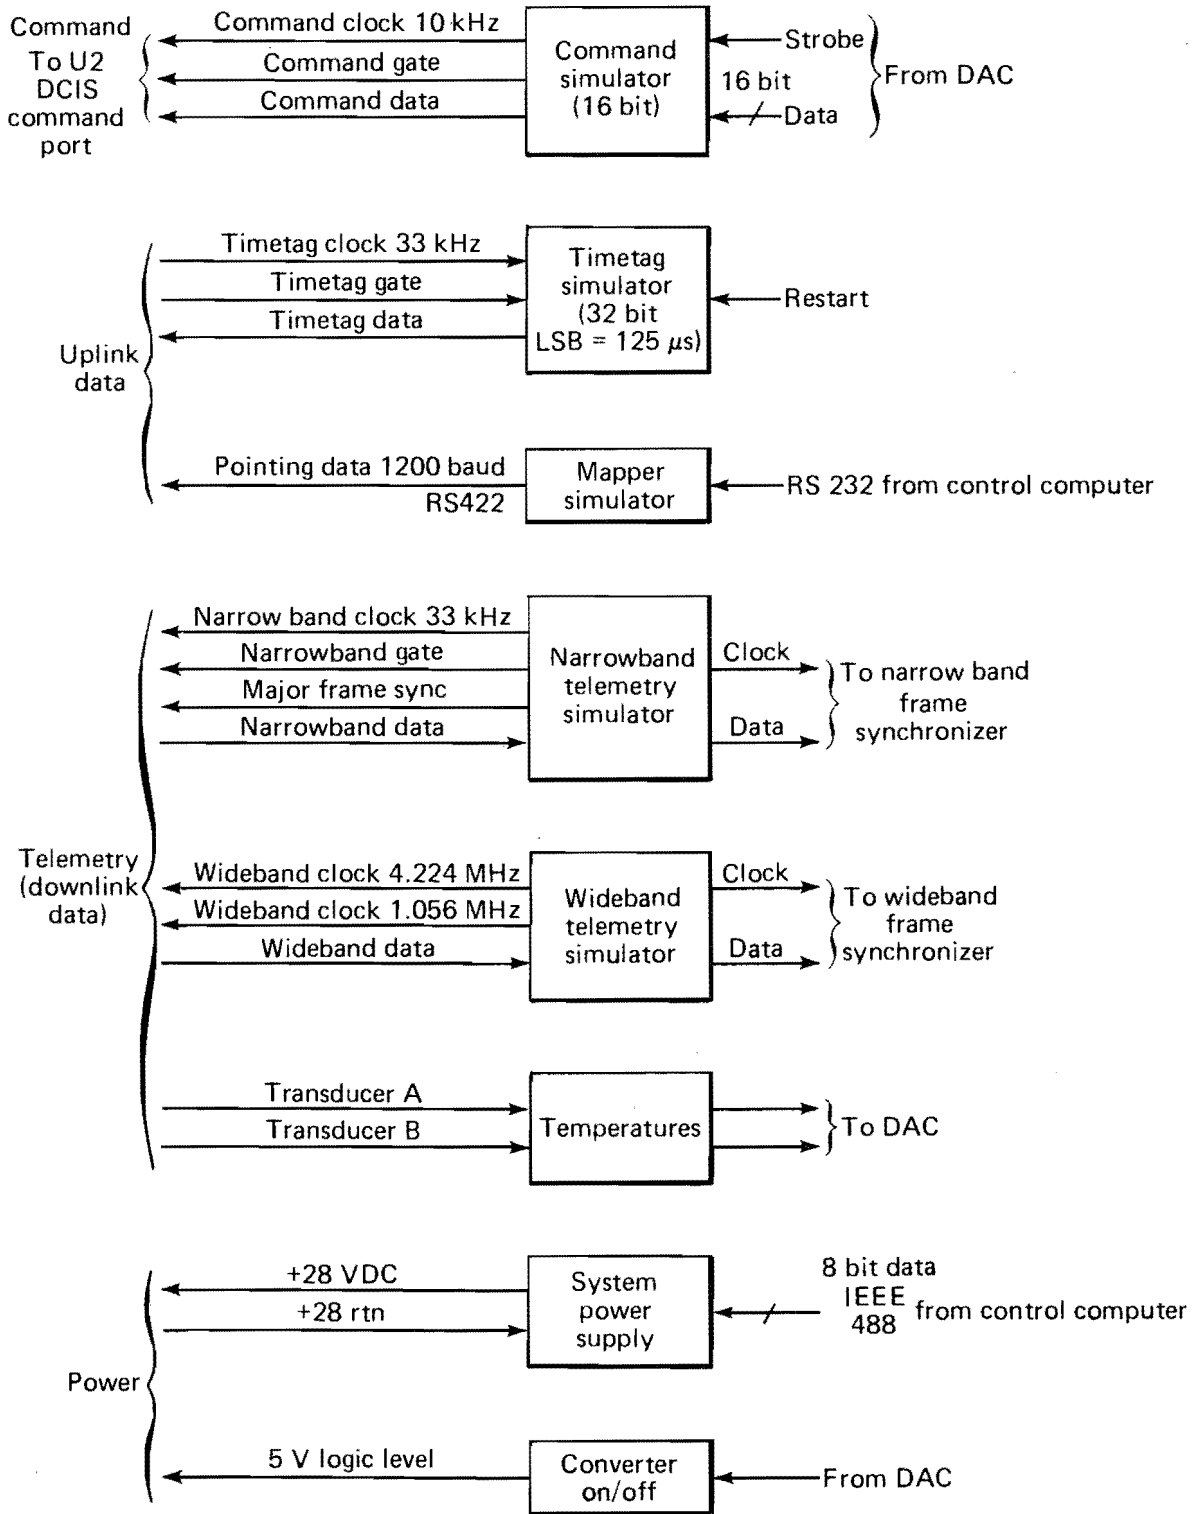 Command
To U2
DCIS
command
port
Command clock 10 kHz
Command gate
Command data
Command
simulator
(16 bit)
Strobe
16 bit
Data
From DAC
Uplink
data
Timetag clock 33 kHz
Timetag gate
Timetag data
Timetag
simulator
(32 bit
LSB = 125 μs)
Restart
Pointing data 1200 baud
RS422
Mapper
simulator
RS 232 from control computer
Telemetry
(downlink
data)
Narrow band clock 33 kHz
Narrowband gate
Major frame sync
Narrowband data
Narrowband
telemetry
simulator
Clock
Data
To narrow band
frame
synchronizer
Wideband clock 4.224 MHz
Wideband clock 1.056 MHz
Wideband data
Wideband
telemetry
simulator
Clock
Data
To wideband
frame
synchronizer
Transducer A
Transducer B
Temperatures
To DAC
Power
+28 VDC
+28 rtn
System
power
supply
8 bit data
IEEE
488
from control computer
5 V logic level
Converter
on/off
From DAC